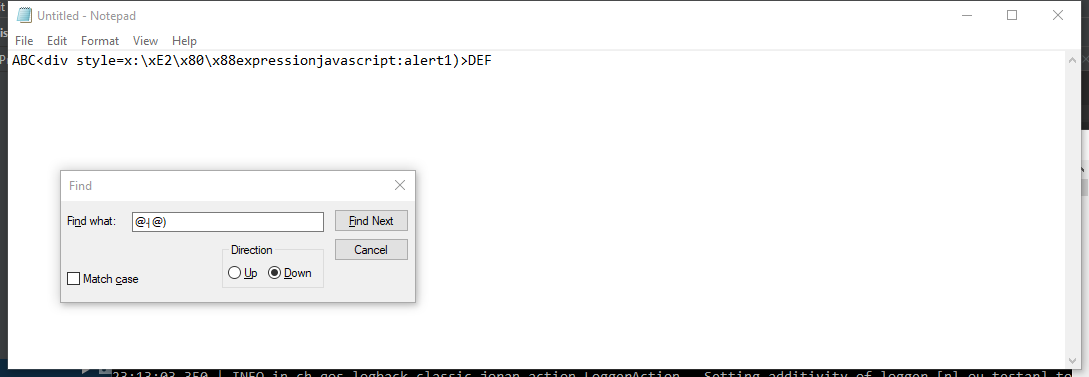 Untitled - Notepad
File Edit Format View Help
ABC<div style=x:\xE2\x80\x88expressionjavascript:alert1)>DEF
Find
Find what:
Find Next
Direction
Cancel
Up Down
Match case
23:13:03.350 | INFO in ch.qos.logback.classic.joran.action.LoggerAction - Setting additivity of logger [nl.ou.testar] to